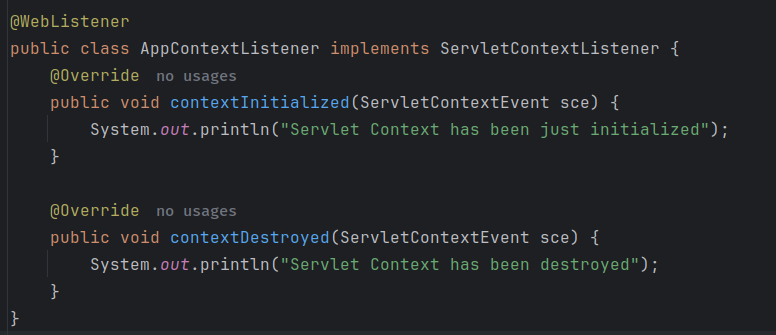 @WebListener
public class AppContextListener implements ServletContextListener {
@Override no usages
public void contextInitialized(ServletContextEvent sce) {
System.out.println("Servlet Context has been just initialized");
}
@Override no usages
public void contextDestroyed(ServletContextEvent sce) {
System.out.println("Servlet Context has been destroyed");
}
}